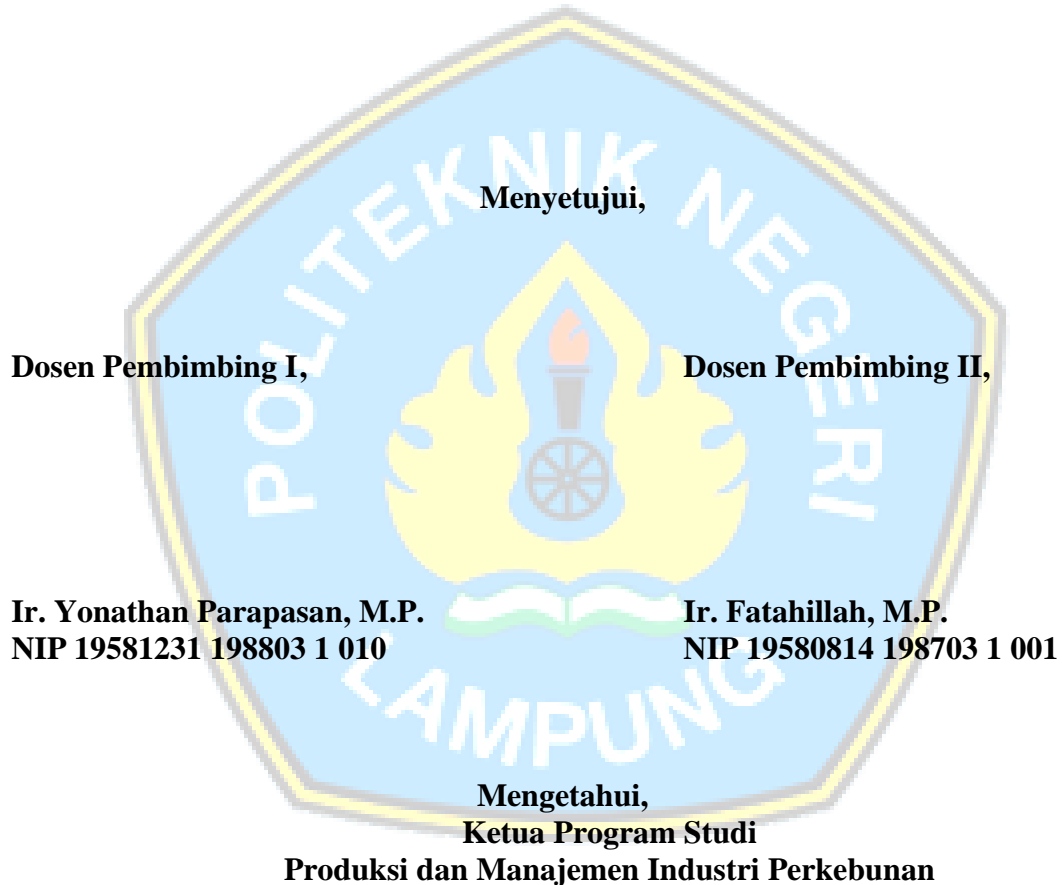 POLITEKNIK NEGERI
LAMPUNG
Menyetujui,
Dosen Pembimbing I,
Dosen Pembimbing II,
Ir. Yonathan Parapasan, M.P.
NIP 19581231 198803 1 010
Ir. Fatahillah, M.P.
NIP 19580814 198703 1 001
Mengetahui,
Ketua Program Studi
Produksi dan Manajemen Industri Perkebunan